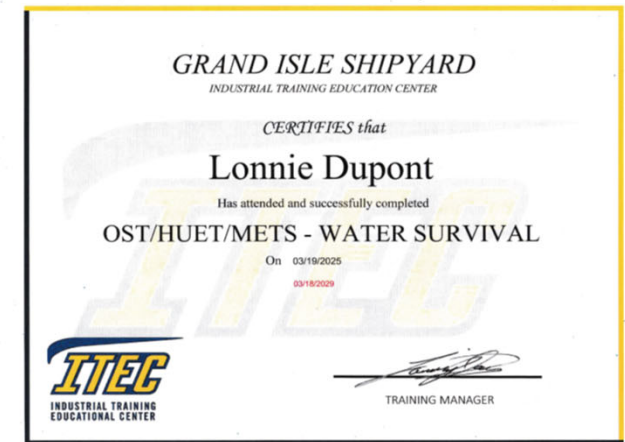 GRAND ISLE SHIPYARD
INDUSTRIAL TRAINING EDUCATION CENTER
CERTIFIES that
Lonnie Dupont
Has attended and successfully completed
OST/HUET/METS - WATER SURVIVAL
On 03/19/2025
03/18/2029
ITEC
ITEC
INDUSTRIAL TRAINING
EDUCATIONAL CENTER
TRAINING MANAGER